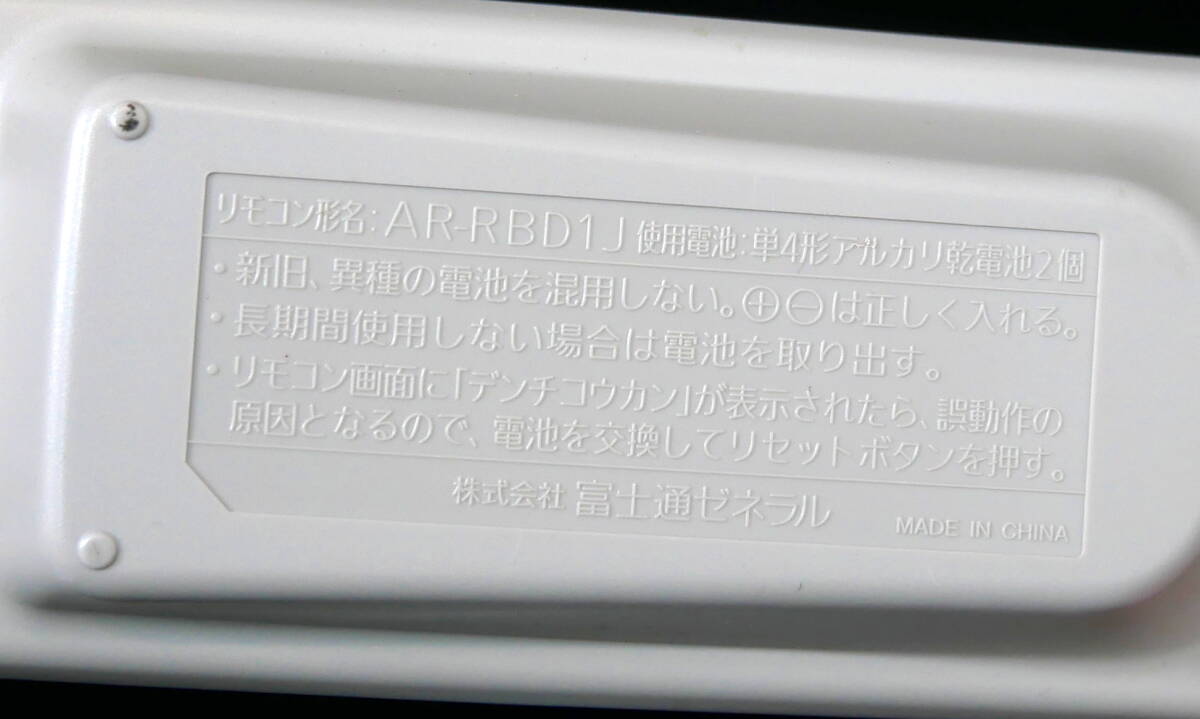 リモコン形名：AR-RBD1J 使用電池：単4形アルカリ乾電池2個
・新旧、異種の電池を混用しない。⊕⊖は正しく入れる。
・長期間使用しない場合は電池を取り出す。
・リモコン画面に「デンチコウカン」が表示されたら、誤動作の
原因となるので、電池を交換してリセットボタンを押す。
株式会社 富士通ゼネラル MADE IN CHINA